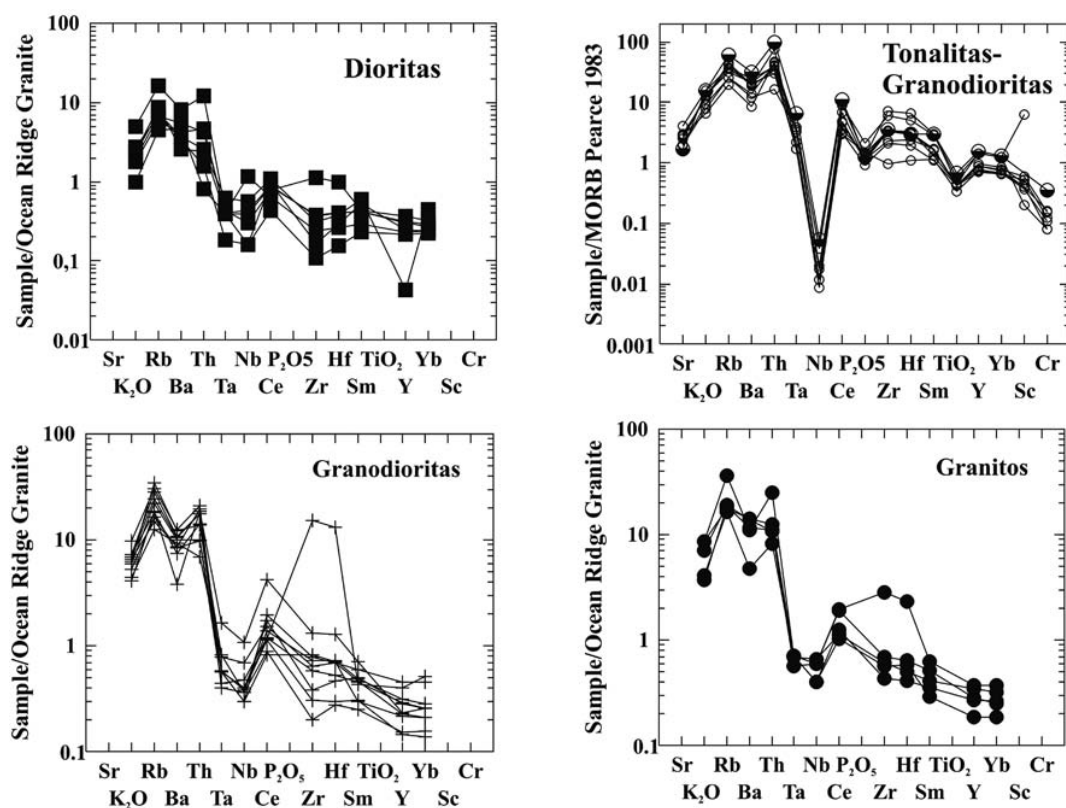 Dioritas
Sample/Ocean Ridge Granite
100
10
1
0,1
0.01
Sr Rb Th Nb P₂O5 Hf TiO₂ Yb Cr
K₂O Ba Ta Ce Zr Sm Y Sc
Tonalitas-
Granodioritas
Sample/MORB Pearce 1983
100
10
1
0.1
0.01
0.001
Sr Rb Th Nb P₂O5 Hf TiO₂ Yb Cr
K₂O Ba Ta Ce Zr Sm Y Sc
Granodioritas
Sample/Ocean Ridge Granite
100
10
1
0.1
Sr Rb Th Nb P₂O₅ Hf TiO₂ Yb Cr
K₂O Ba Ta Ce Zr Sm Y Sc
Granitos
Sample/Ocean Ridge Granite
100
10
1
0.1
Sr Rb Th Nb P₂O₅ Hf TiO₂ Yb Cr
K₂O Ba Ta Ce Zr Sm Y Sc